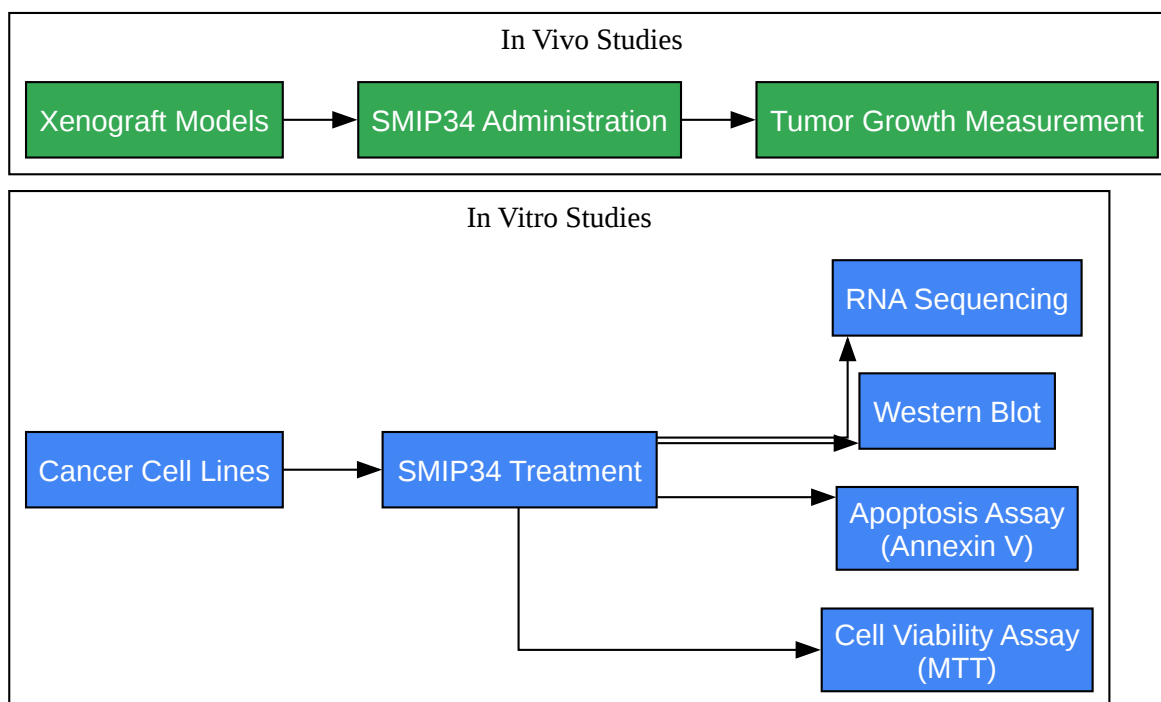 In Vivo Studies
Xenograft Models
SMIP34 Administration
Tumor Growth Measurement
In Vitro Studies
RNA Sequencing
Western Blot
Cancer Cell Lines
SMIP34 Treatment
Apoptosis Assay
(Annexin V)
Cell Viability Assay
(MTT)